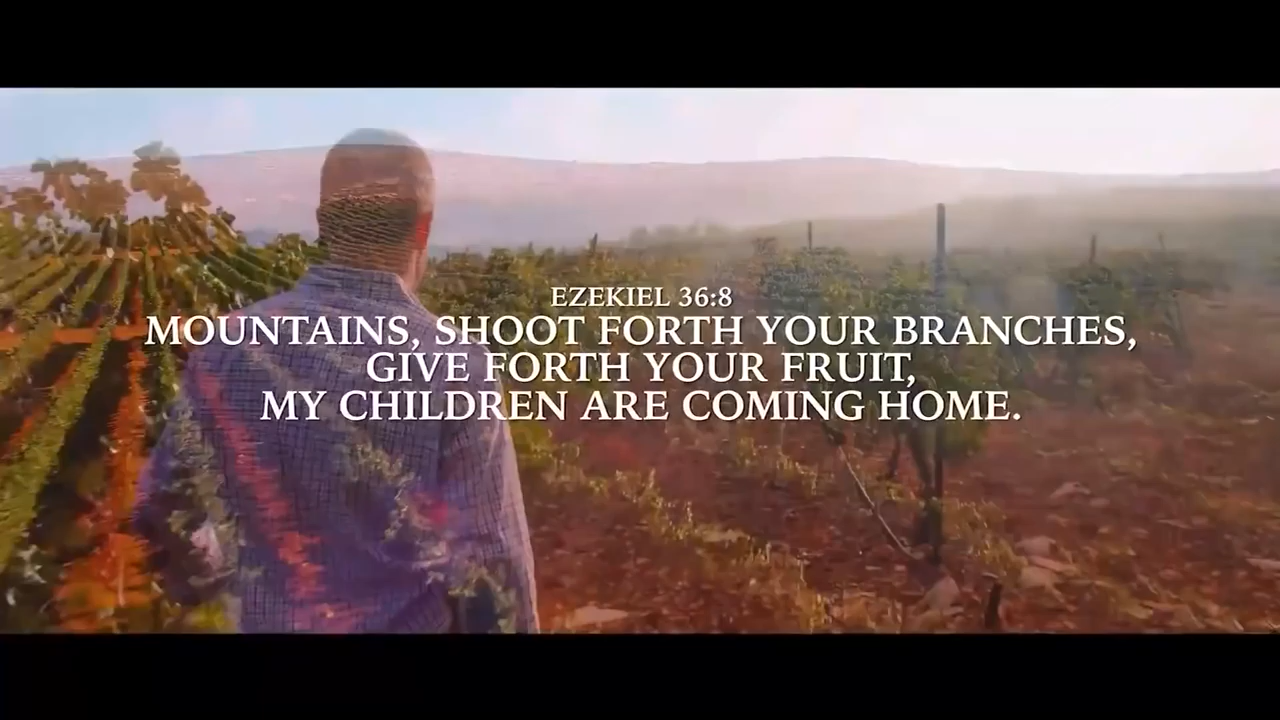 EZEKIEL 36:8
MOUNTAINS, SHOOT FORTH YOUR BRANCHES,
GIVE FORTH YOUR FRUIT,
MY CHILDREN ARE COMING HOME.